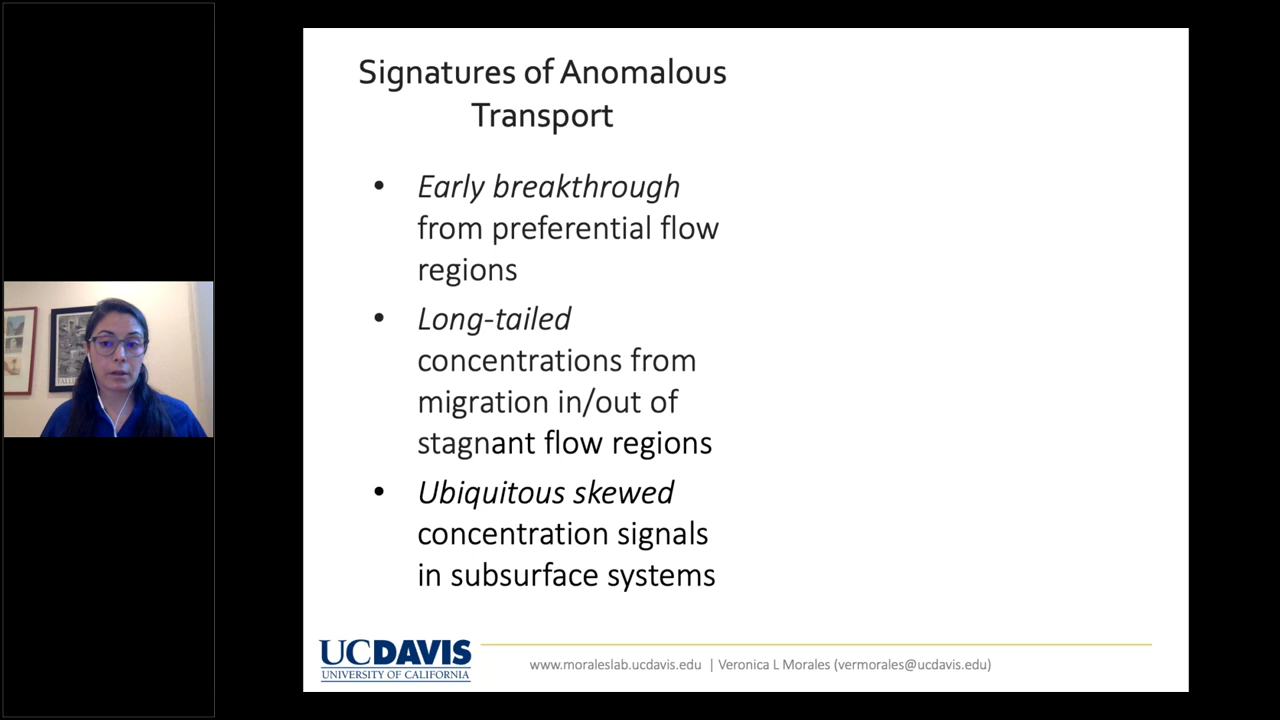 Signatures of Anomalous
Transport
• Early breakthrough
from preferential flow
regions
• Long-tailed
concentrations from
migration in/out of
stagnant flow regions
• Ubiquitous skewed
concentration signals
in subsurface systems
UCDAVIS
UNIVERSITY OF CALIFORNIA
www.moraleslab.ucdavis.edu | Veronica L Morales (vermorales@ucdavis.edu)